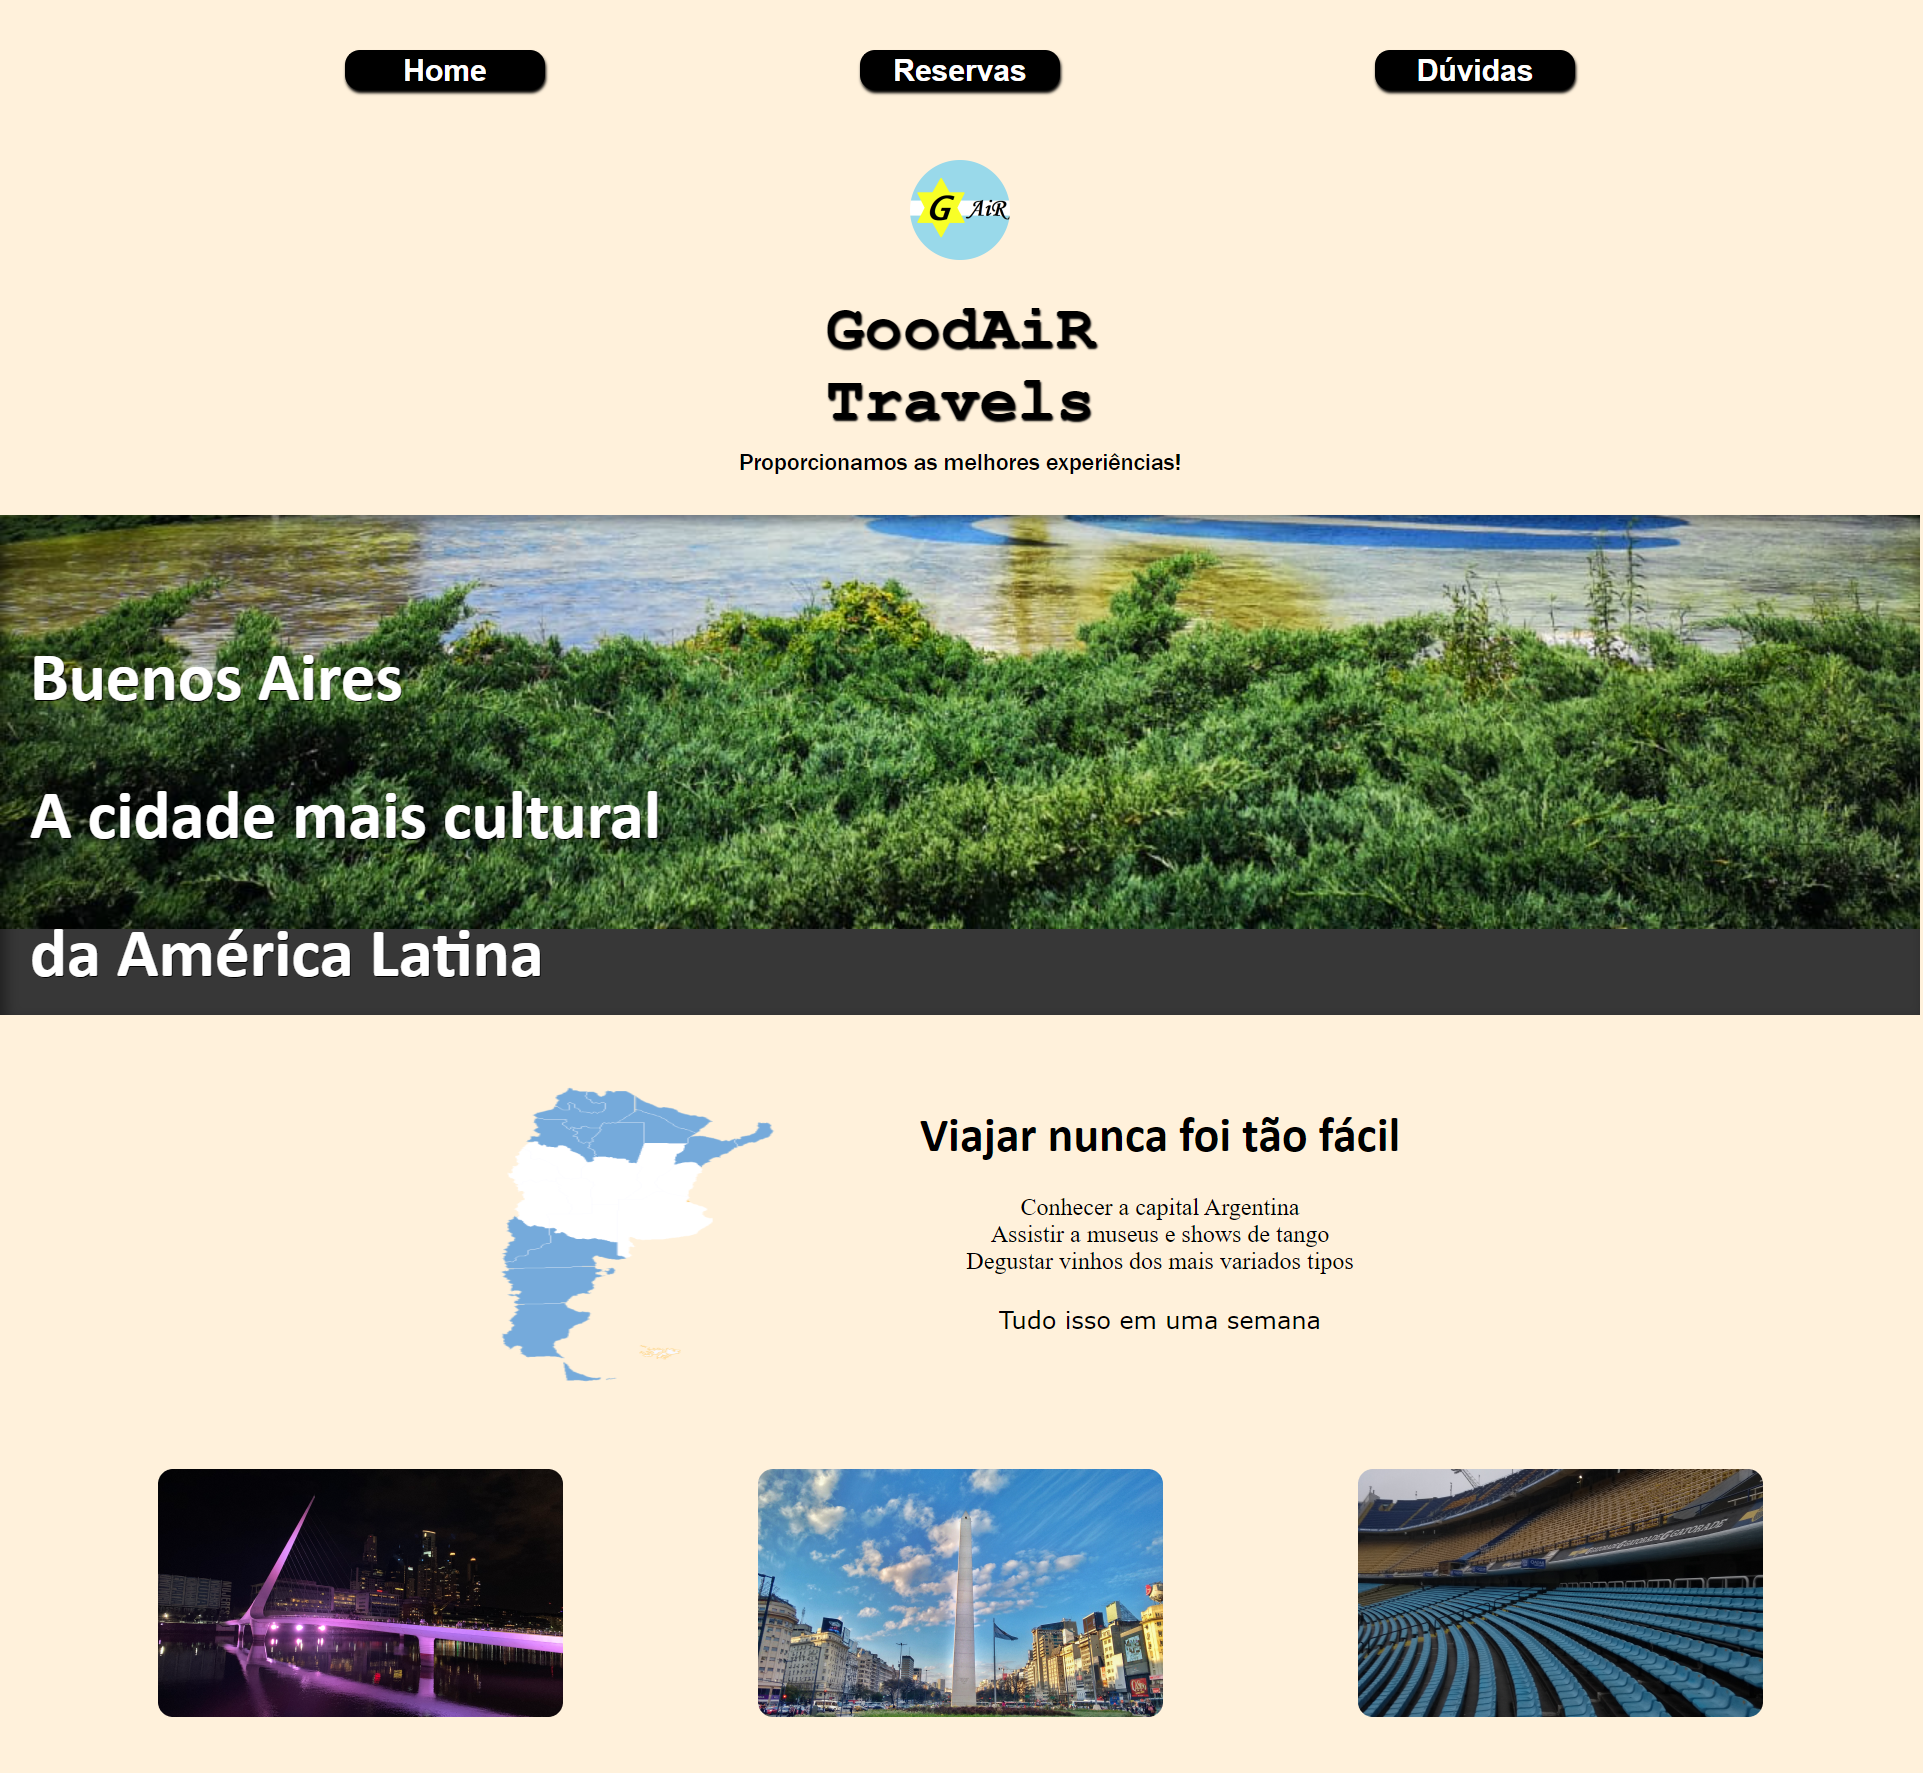 Home
Reservas
Dúvidas
G AiR
GoodAiR
Travels
Proporcionamos as melhores experiências!
Buenos Aires
A cidade mais cultural
da América Latina
Viajar nunca foi tão fácil
Conhecer a capital Argentina
Assistir a museus e shows de tango
Degustar vinhos dos mais variados tipos
Tudo isso em uma semana
GATORADE